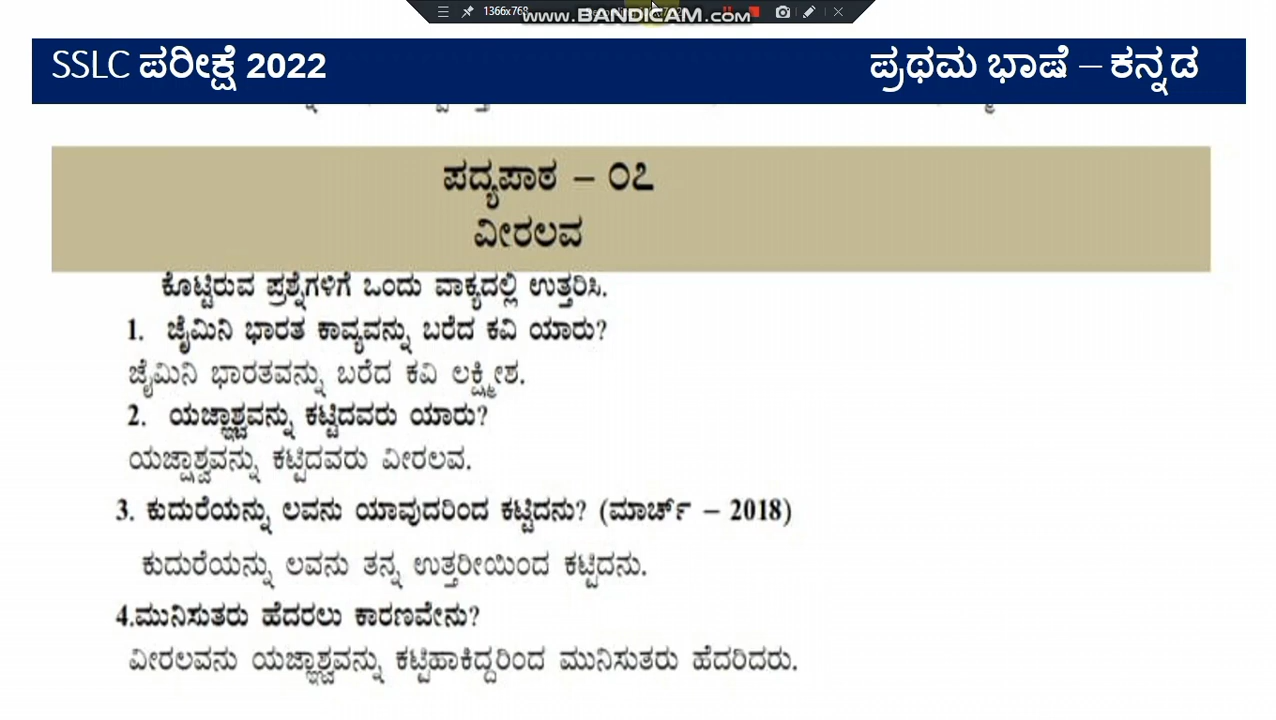 1366x768
www.BANDICAM.com
SSLC ಪರೀಕ್ಷೆ 2022 ಪ್ರಥಮ ಭಾಷೆ – ಕನ್ನಡ
ಪದ್ಯಪಾಠ – ೦೭
ವೀರಲವ
ಕೊಟ್ಟಿರುವ ಪ್ರಶ್ನೆಗಳಿಗೆ ಒಂದು ವಾಕ್ಯದಲ್ಲಿ ಉತ್ತರಿಸಿ.
1. ಜೈಮಿನಿ ಭಾರತ ಕಾವ್ಯವನ್ನು ಬರೆದ ಕವಿ ಯಾರು?
ಜೈಮಿನಿ ಭಾರತವನ್ನು ಬರೆದ ಕವಿ ಲಕ್ಷ್ಮೀಶ.
2. ಯಜ್ಞಾಶ್ವವನ್ನು ಕಟ್ಟಿದವರು ಯಾರು?
ಯಜ್ಞಾಶ್ವವನ್ನು ಕಟ್ಟಿದವರು ವೀರಲವ.
3. ಕುದುರೆಯನ್ನು ಲವನು ಯಾವುದರಿಂದ ಕಟ್ಟಿದನು? (ಮಾರ್ಚ್ – 2018)
ಕುದುರೆಯನ್ನು ಲವನು ತನ್ನ ಉತ್ತರೀಯಿಂದ ಕಟ್ಟಿದನು.
4.ಮುನಿಸುತರು ಹೆದರಲು ಕಾರಣವೇನು?
ವೀರಲವನು ಯಜ್ಞಾಶ್ವವನ್ನು ಕಟ್ಟಿಹಾಕಿದ್ದರಿಂದ ಮುನಿಸುತರು ಹೆದರಿದರು.